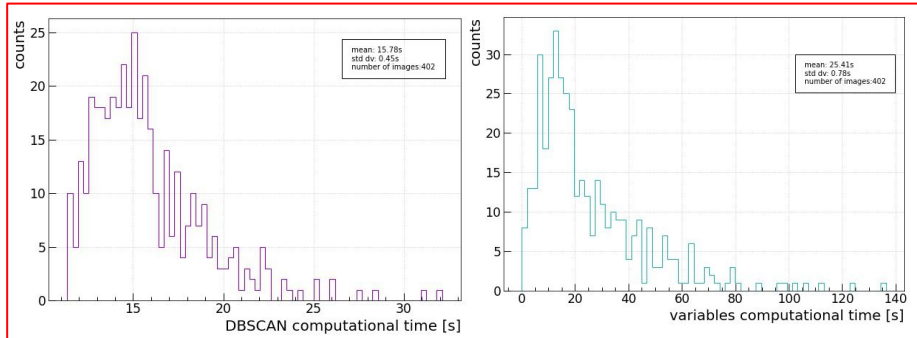 counts
25
20
15
10
5
0
mean: 15.78s
std dv: 0.45s
number of images:402
15
20
25
30
DBSCAN computational time [s]
counts
30
25
20
15
10
5
0
mean: 25.41s
std dv: 0.78s
number of images:402
0
20
40
60
80
100
120
140
variables computational time [s]